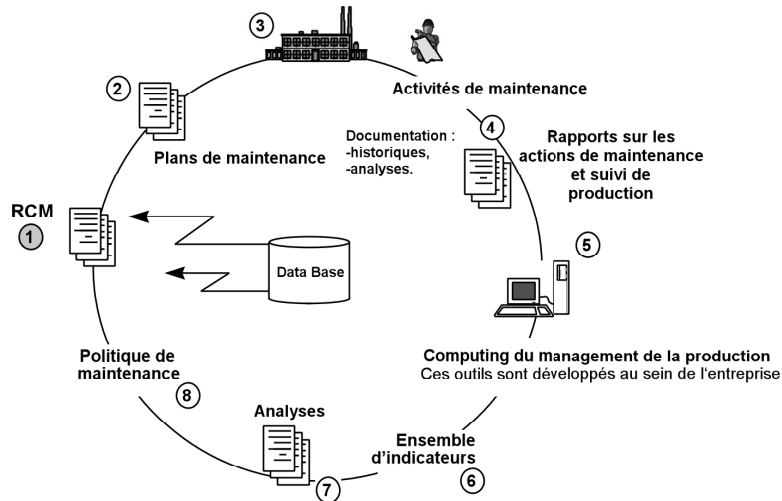 3
Activités de maintenance
2
Plans de maintenance
Documentation :
-historiques,
-analyses.
4
Rapports sur les
actions de maintenance
et suivi de
production
RCM
1
Data Base
5
Computing du management de la production
Ces outils sont développés au sein de l'entreprise
Politique de
maintenance
8
Analyses
7
Ensemble
d'indicateurs
6